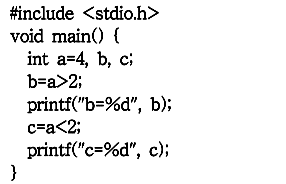 #include <stdio.h>
void main() {
int a=4, b, c;
b=a>2;
printf("b=%d", b);
c=a<2;
printf("c=%d", c);
}